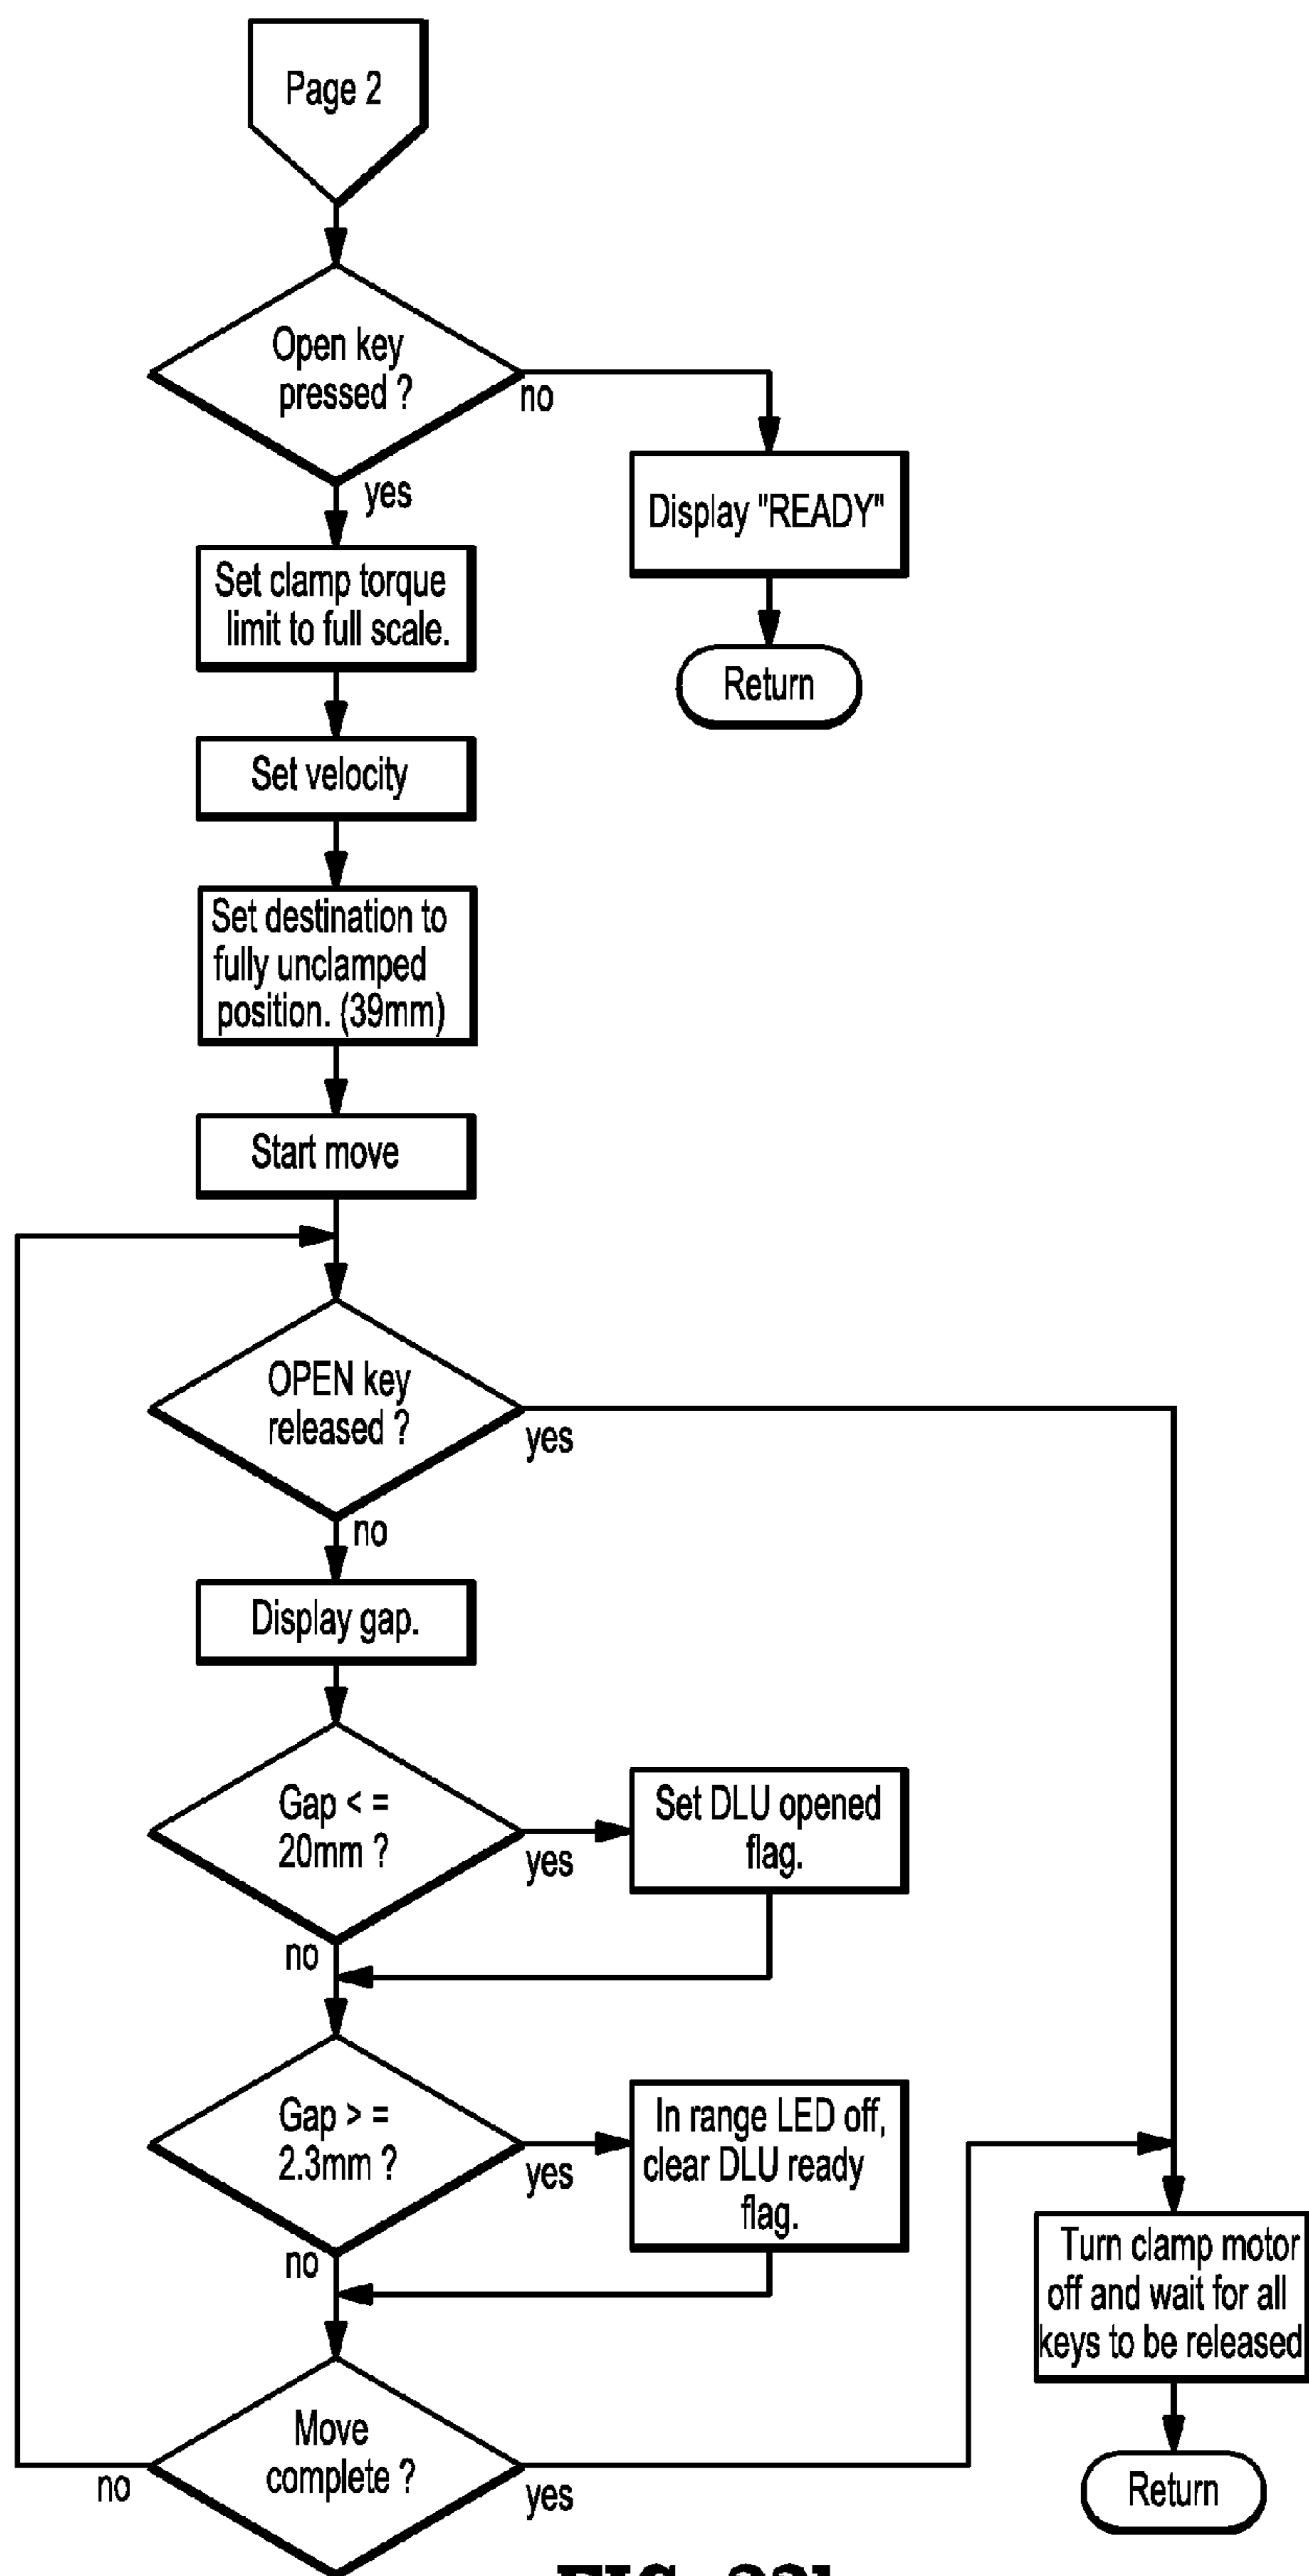 Page 2
Open key
pressed ?
no
yes
Display "READY"
Set clamp torque
limit to full scale.
Return
Set velocity
Set destination to
fully unclamped
position. (39mm)
Start move
OPEN key
released ?
yes
no
Display gap.
Gap < =
20mm ?
yes
Set DLU opened
flag.
no
Gap > =
2.3mm ?
yes
In range LED off,
clear DLU ready
flag.
no
Turn clamp motor
off and wait for all
keys to be released
Move
complete ?
no
yes
Return